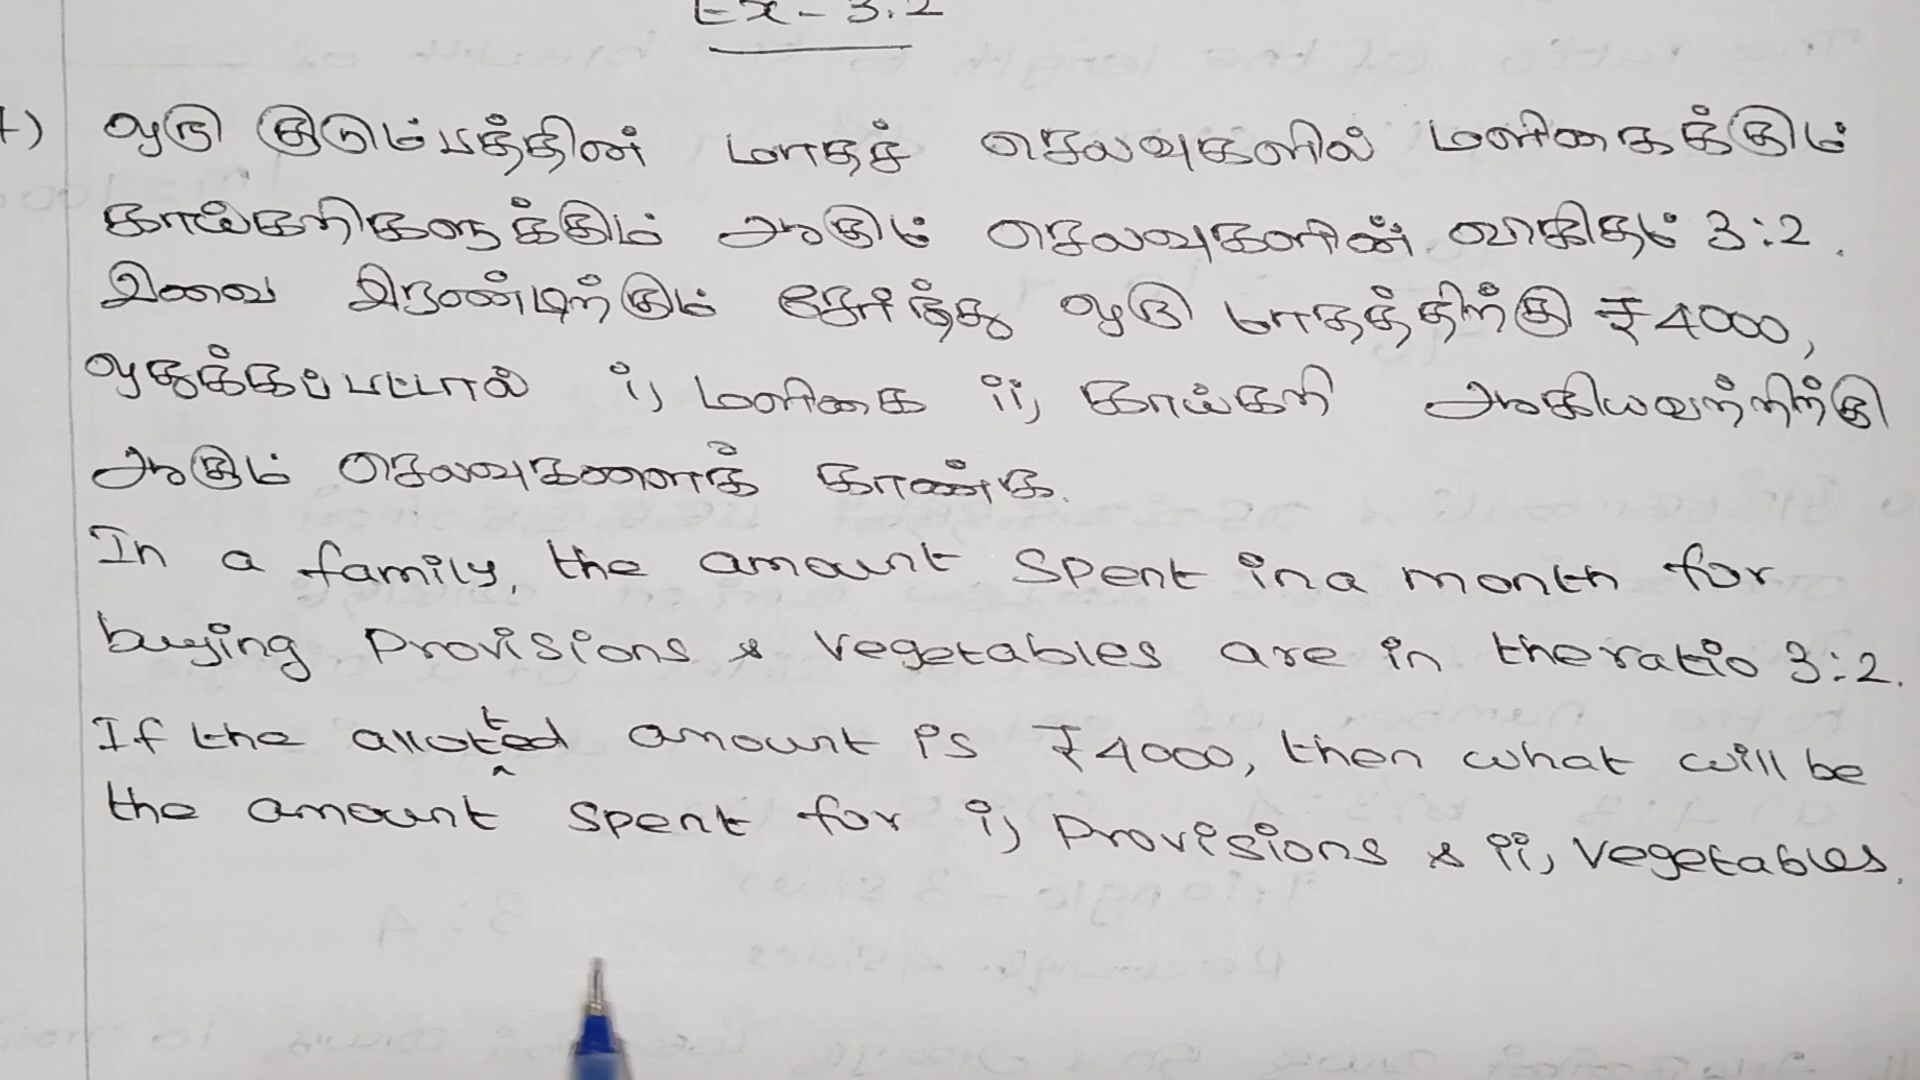 Ex - 3.2
ஒரு குடும்பத்தின் மாதச் செலவுகளில் மளிகைக்கும்
காய்கறிகளுக்கும் ஆகும் செலவுகளின் விகிதம் 3:2.
இவை இரண்டிற்கும் சேர்த்து ஒரு மாதத்திற்கு ₹4000,
ஒதுக்கப்பட்டால் i) மளிகை ii) காய்கறி ஆகியவற்றிற்கு
ஆகும் செலவுகளைக் காண்க.
In a family, the amount spent in a month for
buying Provisions & Vegetables are in the ratio 3:2.
If the allotted amount is ₹4000, then what will be
the amount spent for i) Provisions & ii) Vegetables.